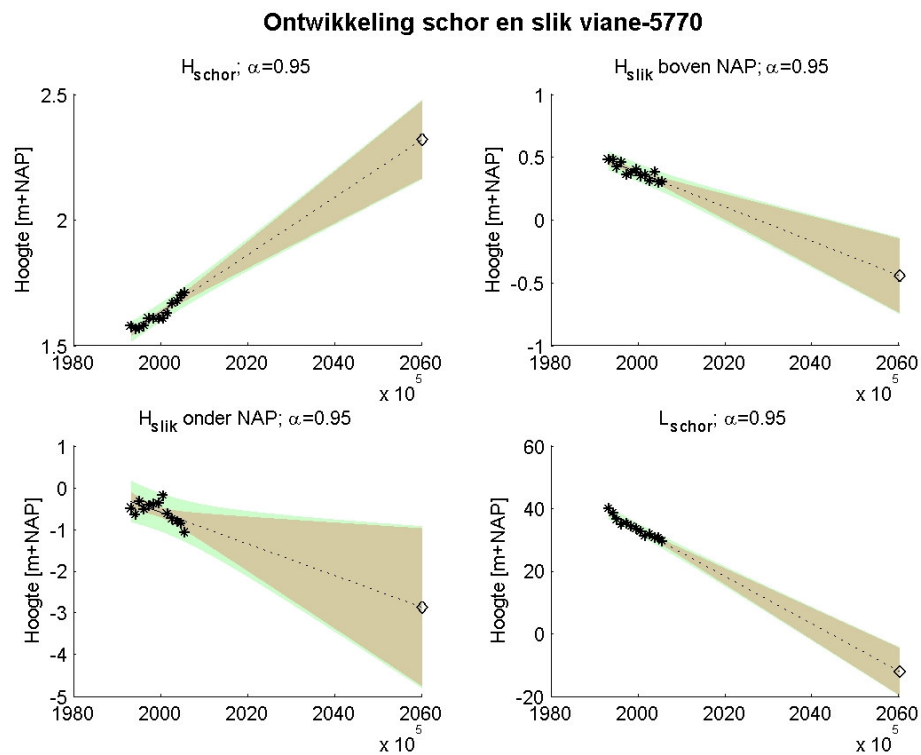 Ontwikkeling schor en slik viane-5770
Hschor; α=0.95
Hoogte [m+NAP]
2.5
2
1.5
1980 2000 2020 2040 2060
x 10^5
Hslik boven NAP; α=0.95
Hoogte [m+NAP]
1
0.5
0
-0.5
-1
1980 2000 2020 2040 2060
x 10^5
Hslik onder NAP; α=0.95
Hoogte [m+NAP]
1
0
-1
-2
-3
-4
-5
1980 2000 2020 2040 2060
x 10^5
Lschor; α=0.95
Hoogte [m+NAP]
60
40
20
0
-20
1980 2000 2020 2040 2060
x 10^5